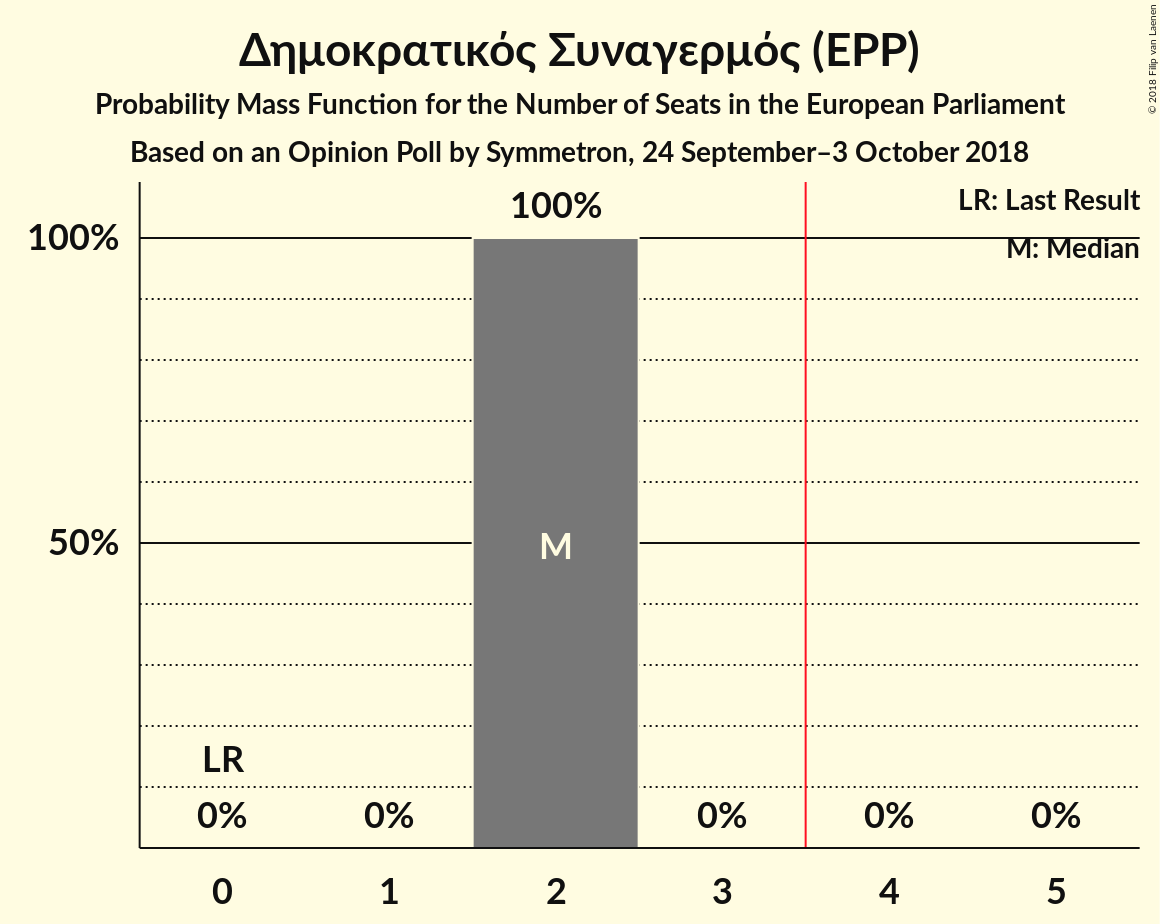 Δημοκρατικός Συναγερμός (EPP)
Probability Mass Function for the Number of Seats in the European Parliament
Based on an Opinion Poll by Symmetron, 24 September–3 October 2018
© 2018 Filip van Laenen
LR: Last Result
M: Median
100%
100%
50%
M
LR
0%
0%
0%
0%
0%
0
1
2
3
4
5